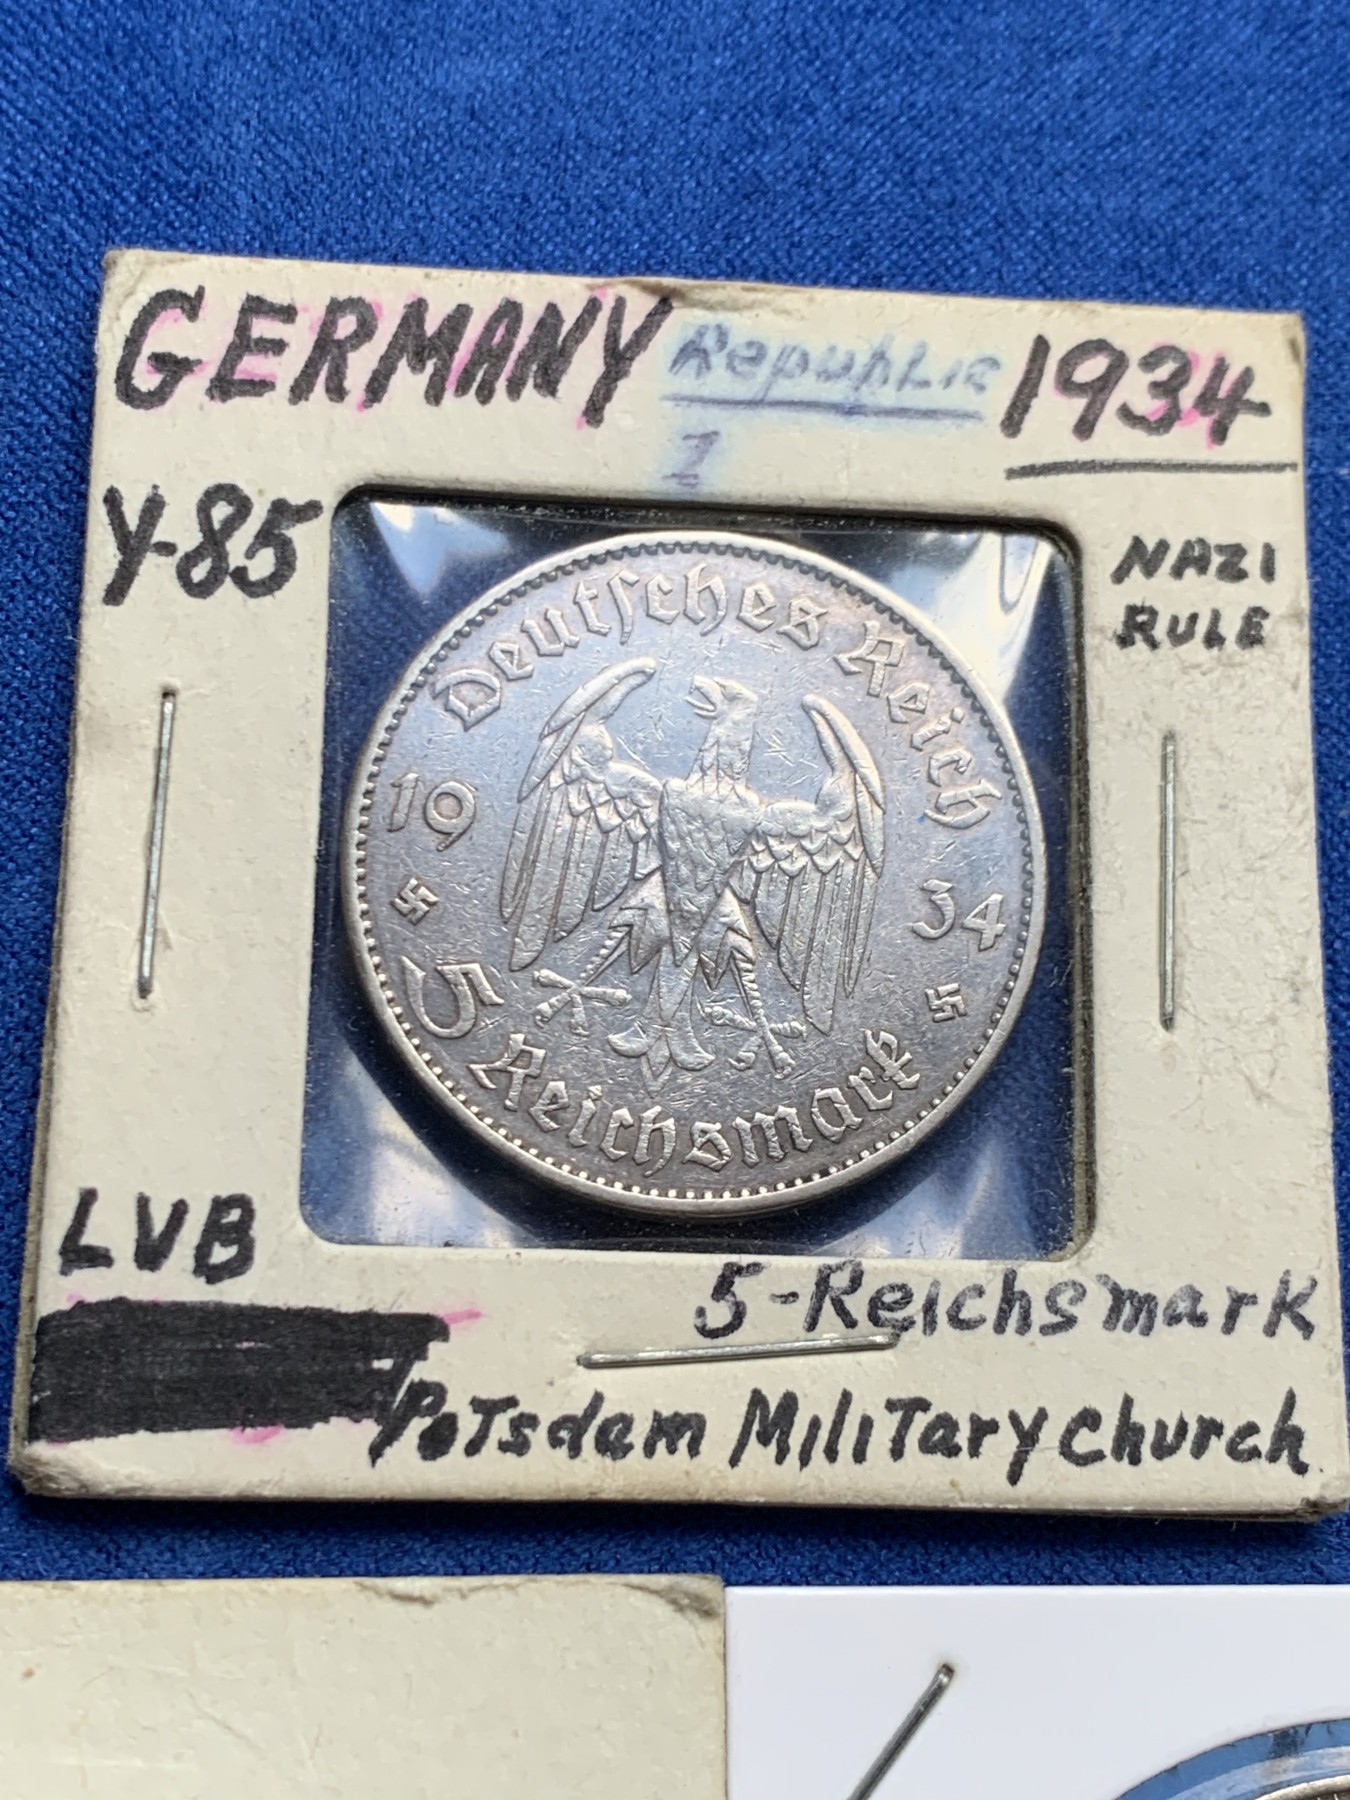 GERMANY Republic 1934
I
Y-85
NAZI
RULE
Deutsches Reich
19 34
5 Reichsmark
LVB
5-Reichsmark
Potsdam Military Church